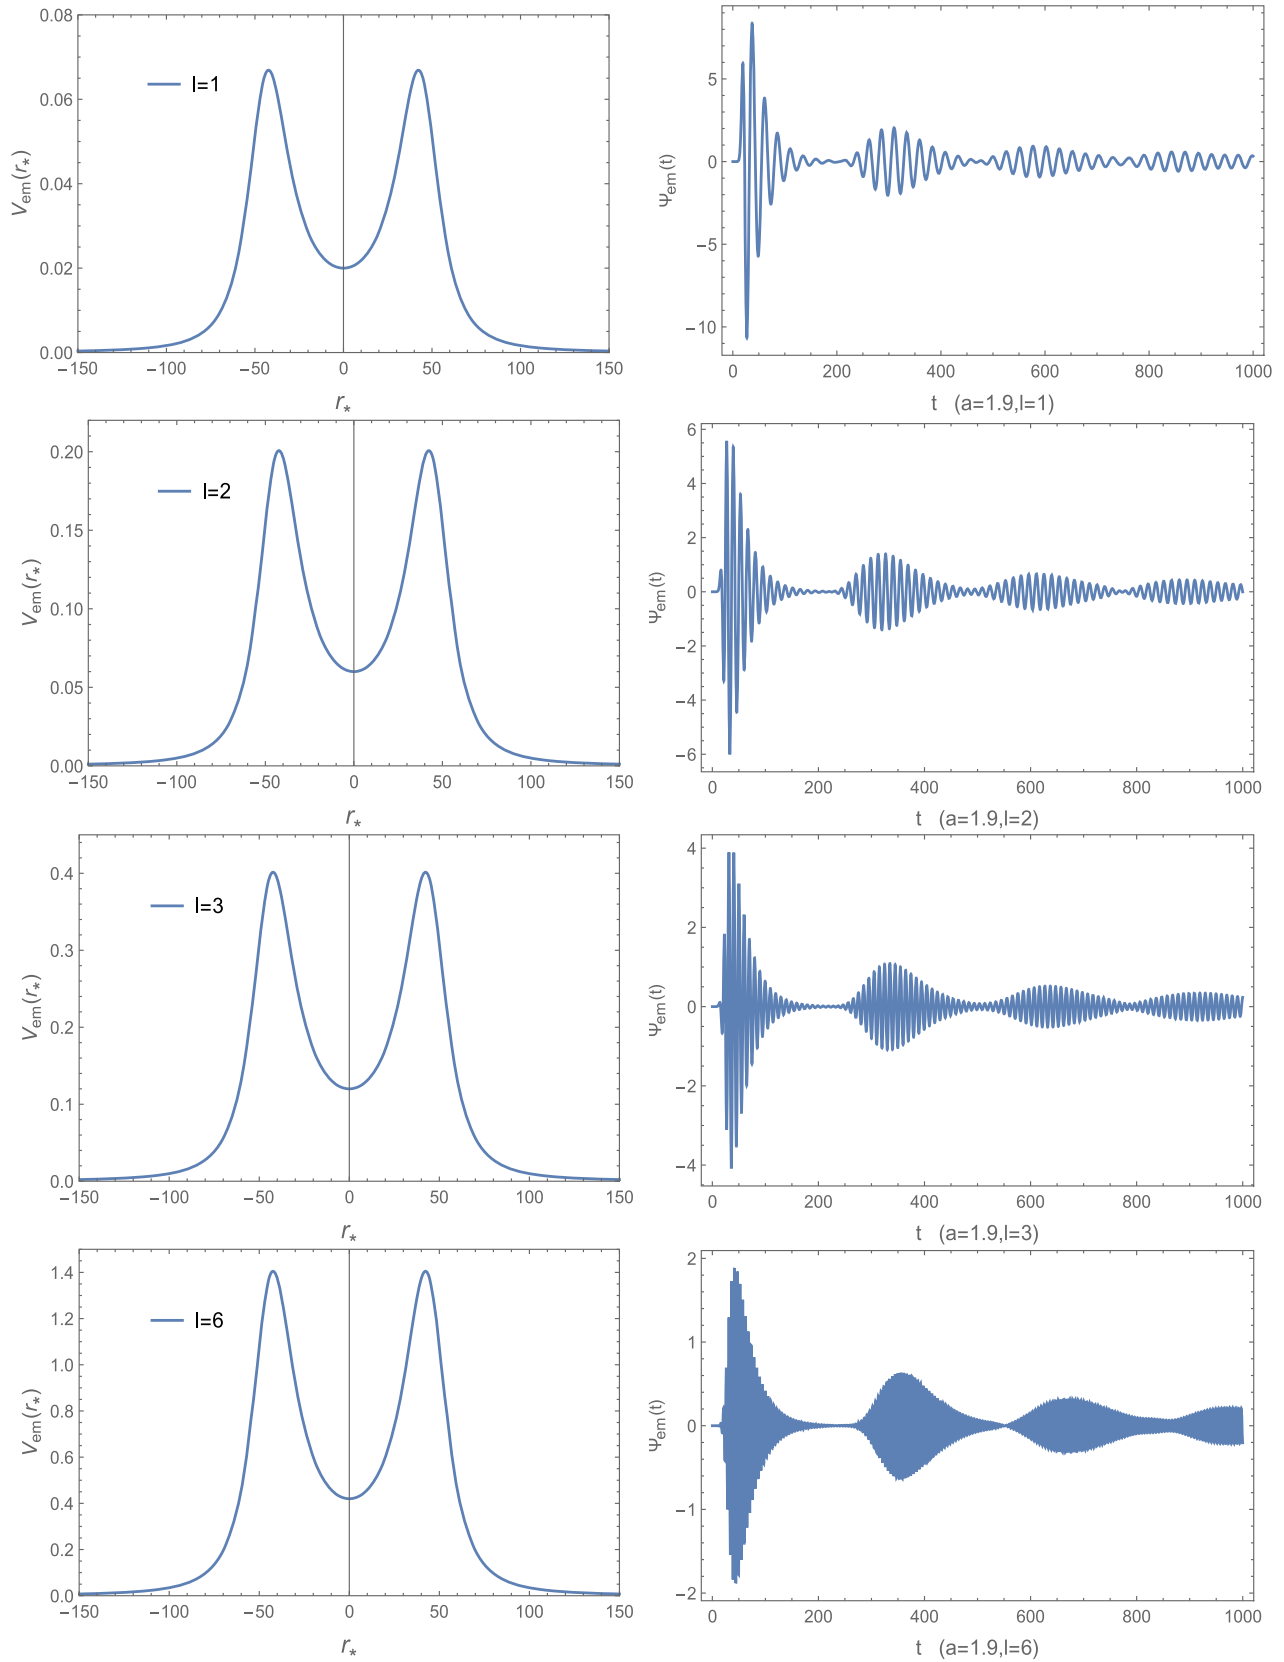 0.08
0.06
0.04
0.02
0.00
V_em(r_*)
l=1
−150 −100 −50 0 50 100 150
r_*
5
0
−5
−10
Ψ_em(t)
0 200 400 600 800 1000
t (a=1.9,l=1)
0.20
0.15
0.10
0.05
0.00
V_em(r_*)
l=2
−150 −100 −50 0 50 100 150
r_*
6
4
2
0
−2
−4
−6
Ψ_em(t)
0 200 400 600 800 1000
t (a=1.9,l=2)
0.4
0.3
0.2
0.1
0.0
V_em(r_*)
l=3
−150 −100 −50 0 50 100 150
r_*
4
2
0
−2
−4
Ψ_em(t)
0 200 400 600 800 1000
t (a=1.9,l=3)
1.4
1.2
1.0
0.8
0.6
0.4
0.2
0.0
V_em(r_*)
l=6
−150 −100 −50 0 50 100 150
r_*
2
1
0
−1
−2
Ψ_em(t)
0 200 400 600 800 1000
t (a=1.9,l=6)